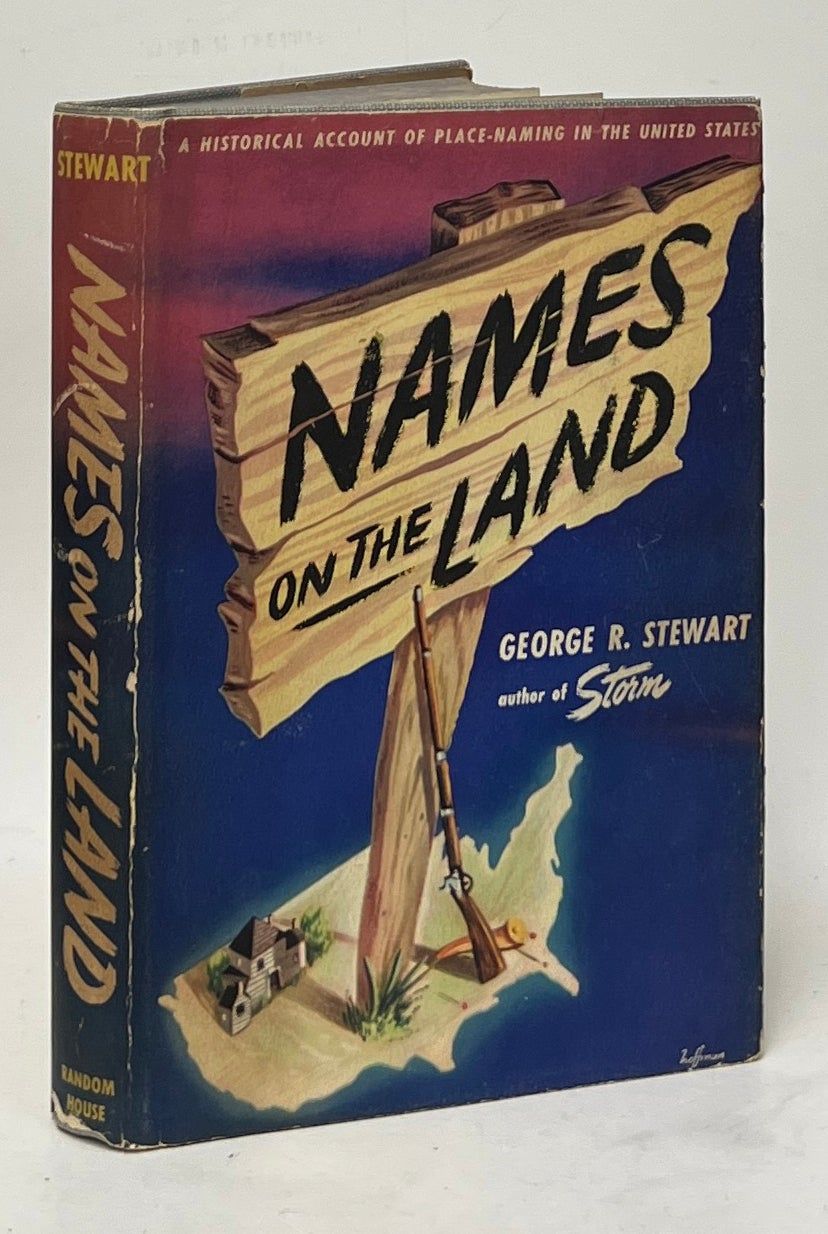 STEWART
NAMES ON THE LAND
RANDOM
HOUSE
A HISTORICAL ACCOUNT OF PLACE-NAMING IN THE UNITED STATES
NAMES
ON THE LAND
GEORGE R. STEWART
author of Storm
hoffman